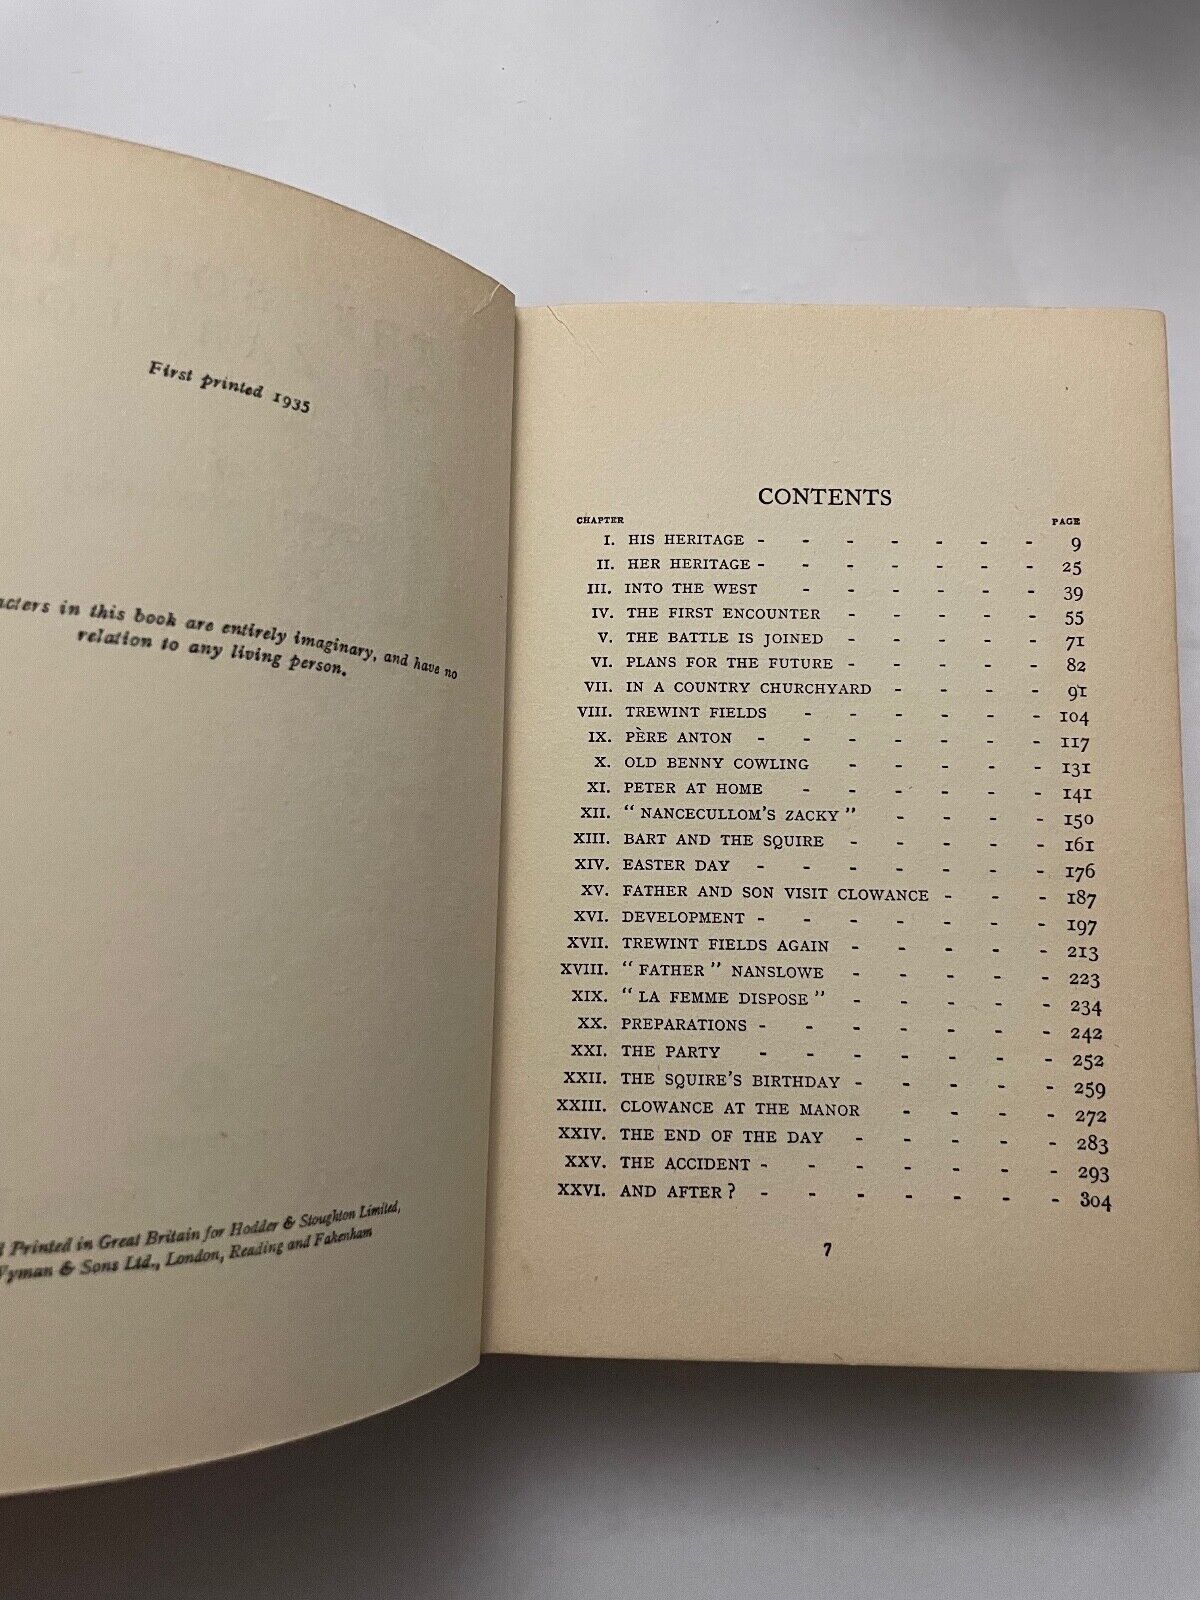 First printed 1935
in this book are entirely imaginary, and have no
relation to any living person.
Printed in Great Britain for Hodder & Stoughton Limited,
& Sons Ltd., London, Reading and Fakenham
CONTENTS
CHAPTER PAGE
I. HIS HERITAGE - - - - - - - 9
II. HER HERITAGE - - - - - - - 25
III. INTO THE WEST - - - - - - 39
IV. THE FIRST ENCOUNTER - - - - - 55
V. THE BATTLE IS JOINED - - - - - 71
VI. PLANS FOR THE FUTURE - - - - - 82
VII. IN A COUNTRY CHURCHYARD - - - - 91
VIII. TREWINT FIELDS - - - - - - 104
IX. PÈRE ANTON - - - - - - - 117
X. OLD BENNY COWLING - - - - - 131
XI. PETER AT HOME - - - - - - 141
XII. "NANCECULLOM'S ZACKY" - - - - 150
XIII. BART AND THE SQUIRE - - - - - 161
XIV. EASTER DAY - - - - - - - 176
XV. FATHER AND SON VISIT CLOWANCE - - - 187
XVI. DEVELOPMENT - - - - - - - 197
XVII. TREWINT FIELDS AGAIN - - - - - 213
XVIII. "FATHER" NANSLOWE - - - - - 223
XIX. "LA FEMME DISPOSE" - - - - - 234
XX. PREPARATIONS - - - - - - - 242
XXI. THE PARTY - - - - - - - 252
XXII. THE SQUIRE'S BIRTHDAY - - - - - 259
XXIII. CLOWANCE AT THE MANOR - - - - 272
XXIV. THE END OF THE DAY - - - - - 283
XXV. THE ACCIDENT - - - - - - - 293
XXVI. AND AFTER? - - - - - - - 304
7